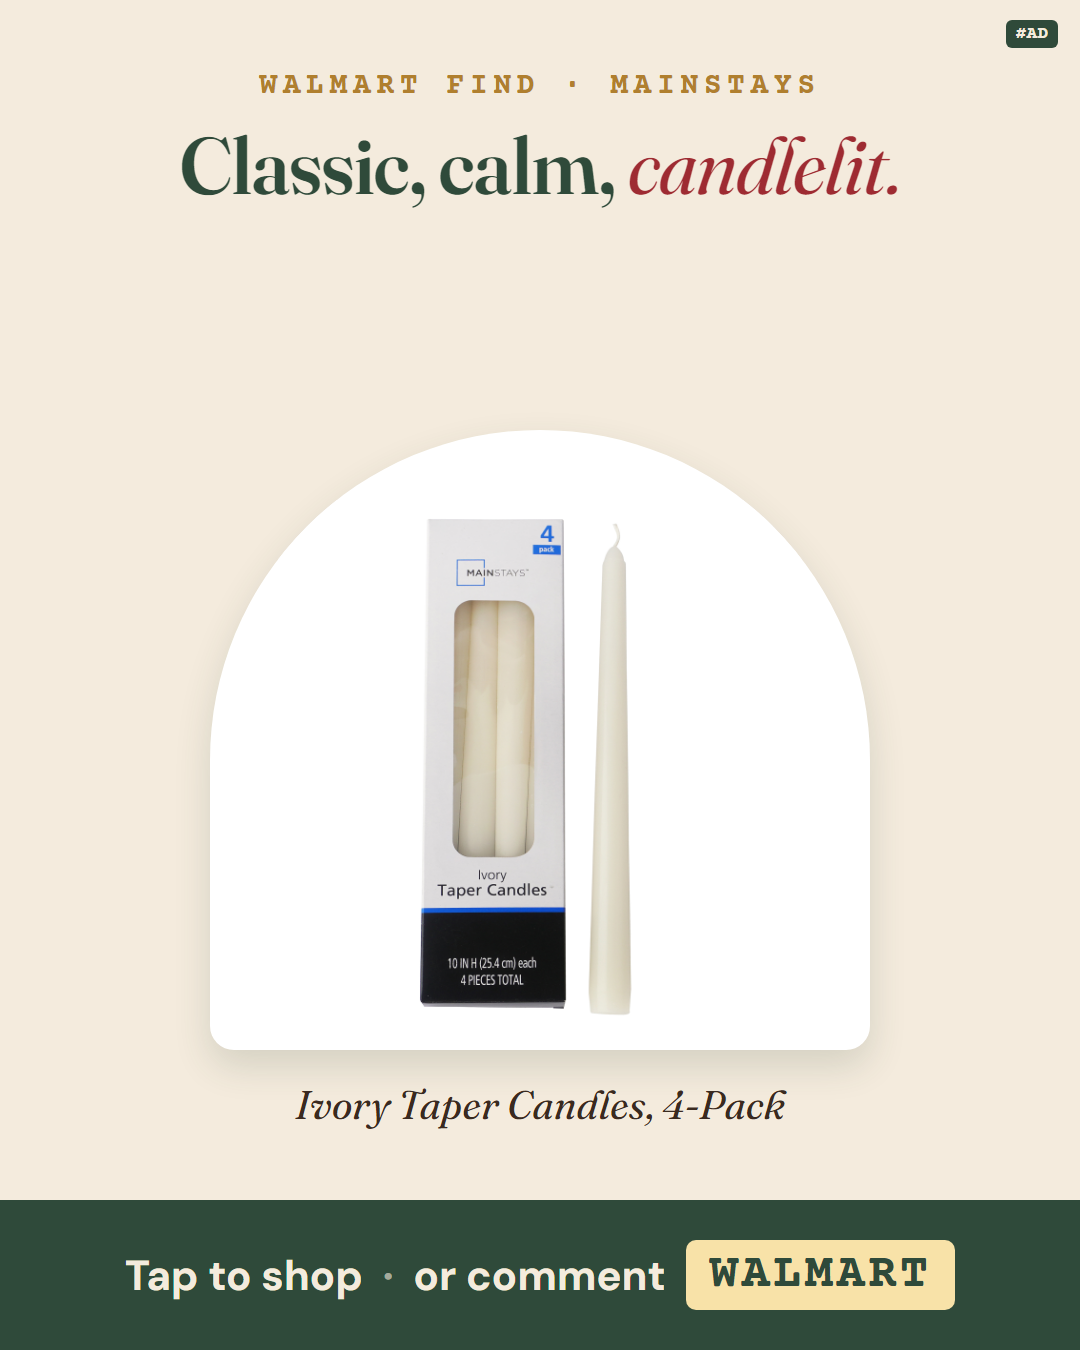 #AD
WALMART FIND · MAINSTAYS
Classic, calm, candlelit.
4
pack
MAINSTAYS™
Ivory
Taper Candles
10 IN H (25.4 cm) each
4 PIECES TOTAL
Ivory Taper Candles, 4-Pack
Tap to shop · or comment WALMART